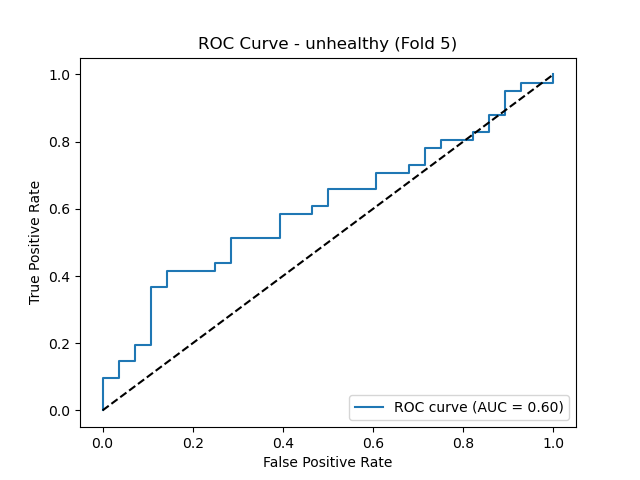 ROC Curve - unhealthy (Fold 5)
1.0
0.8
0.6
0.4
0.2
0.0
True Positive Rate
ROC curve (AUC = 0.60)
0.0 0.2 0.4 0.6 0.8 1.0
False Positive Rate